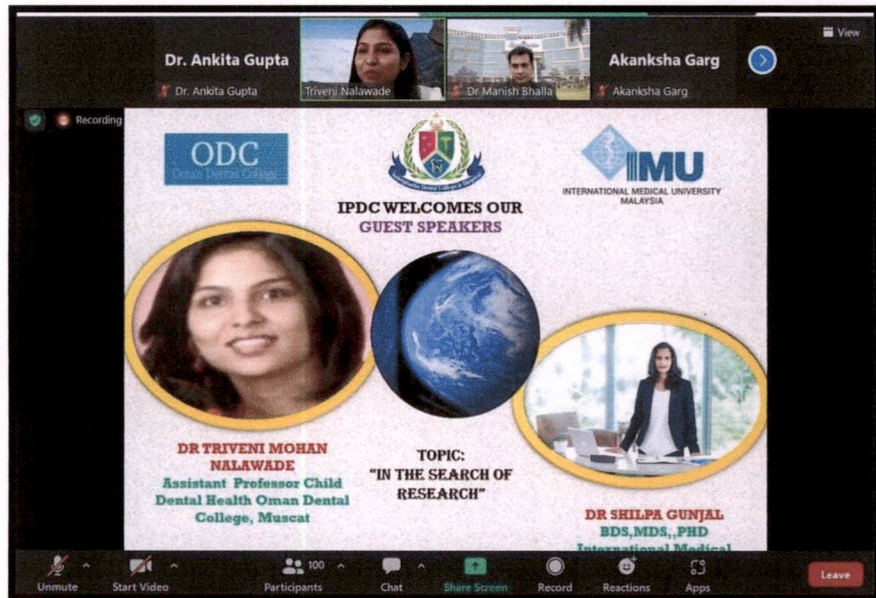 View
Dr. Ankita Gupta
Akanksha Garg
Dr. Ankita Gupta
Triveni Nalawade
Dr Manish Bhalla
Akanksha Garg
Recording
ODC
Oman Dental College
IMU
INTERNATIONAL MEDICAL UNIVERSITY
MALAYSIA
IPDC WELCOMES OUR
GUEST SPEAKERS
DR TRIVENI MOHAN
NALAWADE
Assistant Professor Child
Dental Health Oman Dental
College, Muscat
TOPIC:
"IN THE SEARCH OF
RESEARCH"
DR SHILPA GUNJAL
BDS,MDS,,PHD
International Medical
Unmute
Start Video
100
Participants
Chat
Share Screen
Record
Reactions
Apps
Leave